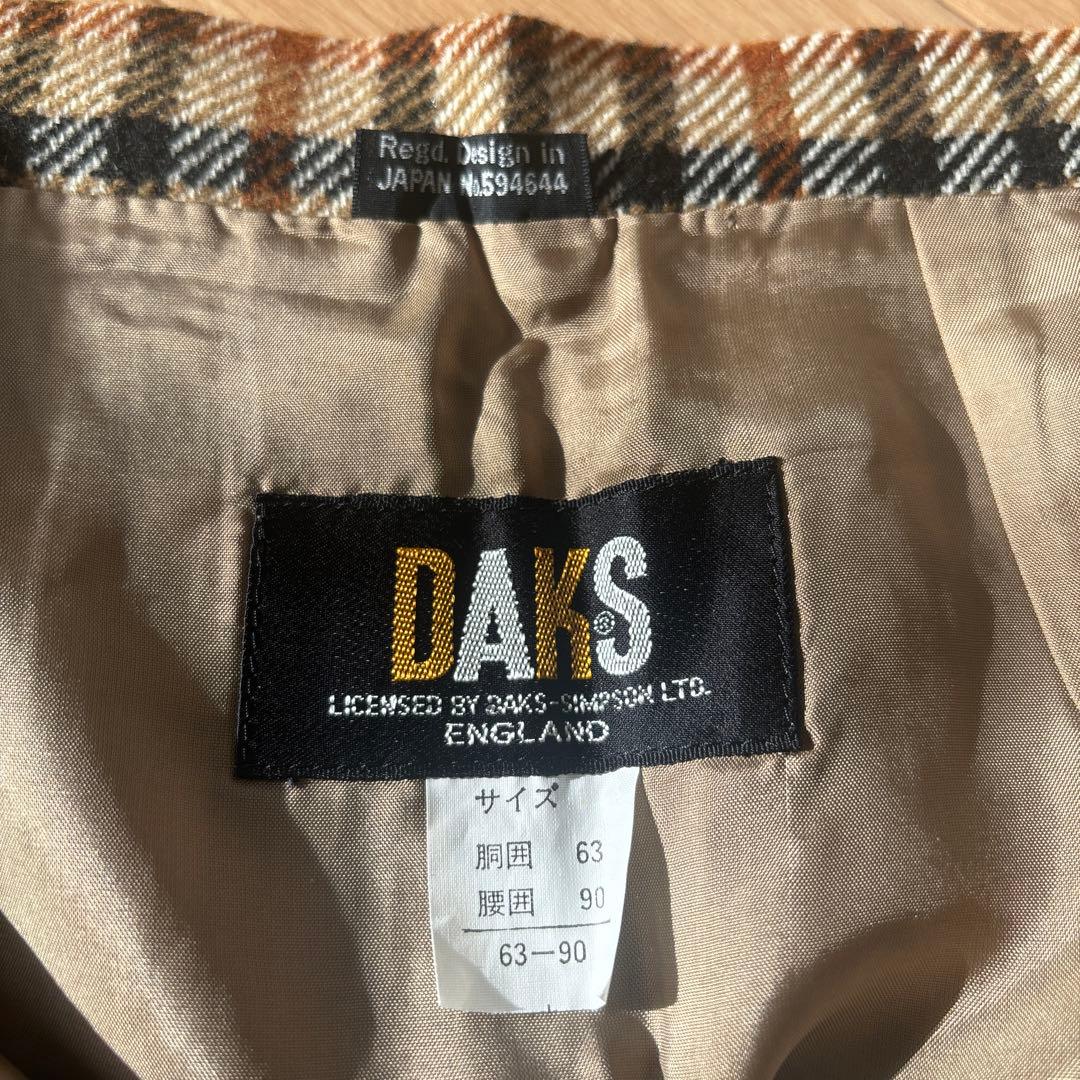 Regd. Design in
JAPAN No.594644
DAKS®
LICENSED BY DAKS-SIMPSON LTD.
ENGLAND
サイズ
胴囲 63
腰囲 90
63-90